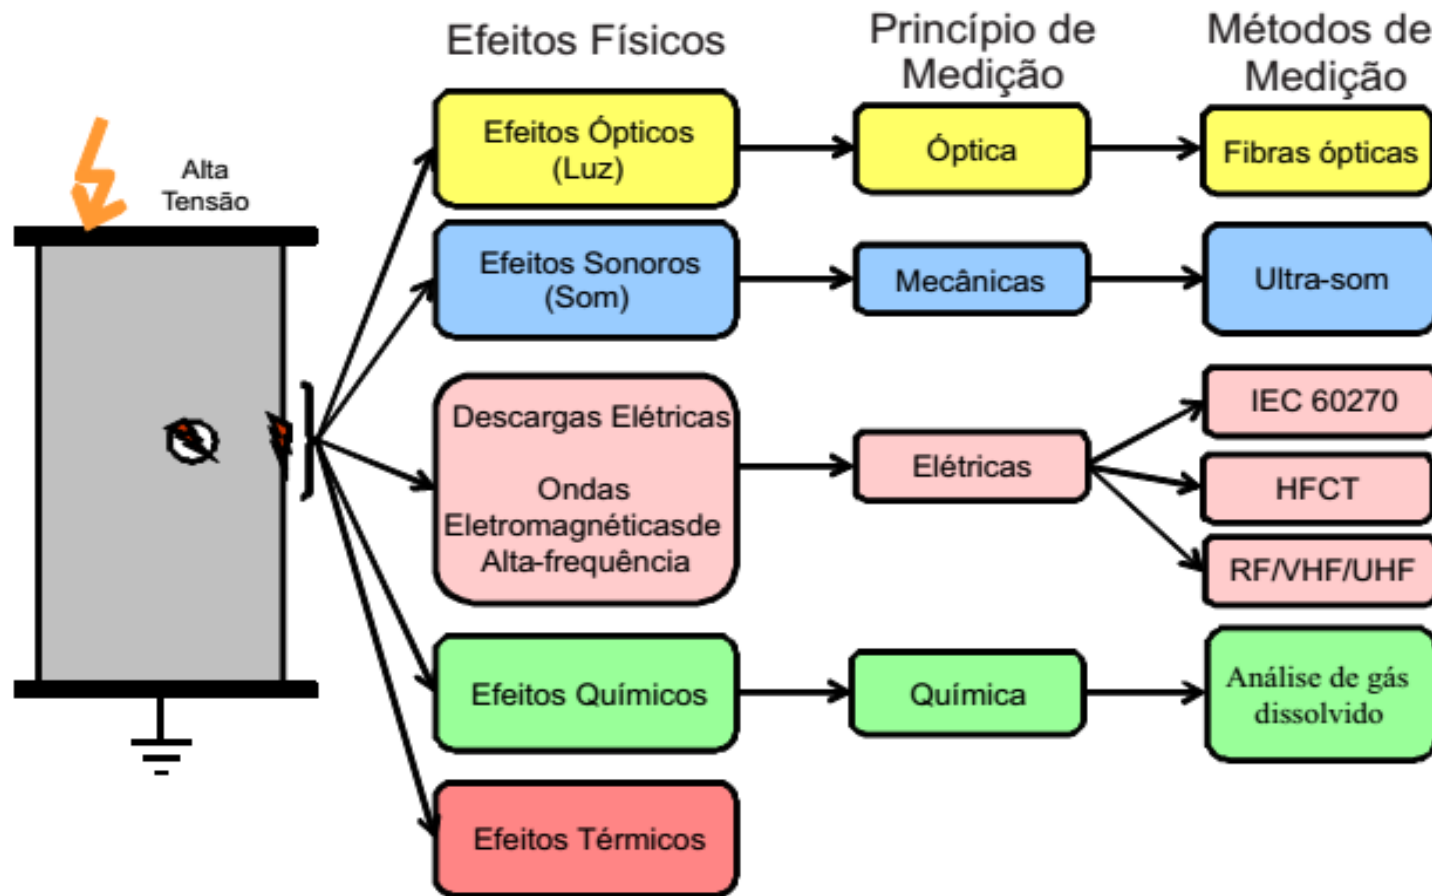 Efeitos Físicos
Princípio de
Medição
Métodos de
Medição
Alta
Tensão
Efeitos Ópticos
(Luz)
Óptica
Fibras ópticas
Efeitos Sonoros
(Som)
Mecânicas
Ultra-som
Descargas Elétricas
Ondas
Eletromagnéticasde
Alta-frequência
Elétricas
IEC 60270
HFCT
RF/VHF/UHF
Efeitos Químicos
Química
Análise de gás
dissolvido
Efeitos Térmicos